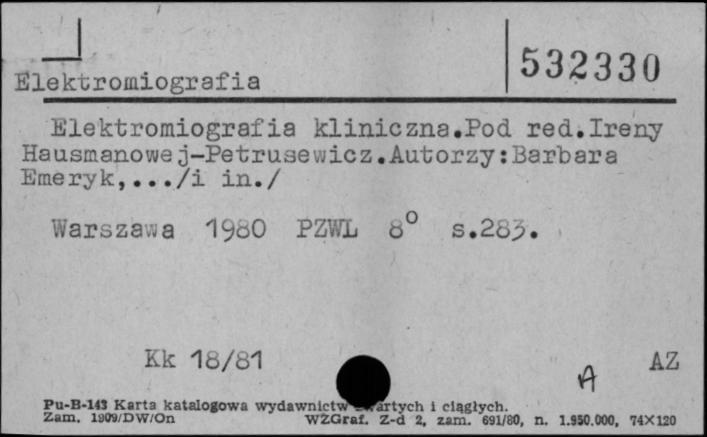 532330
Elektromiografia
Elektromiografia kliniczna.Pod red.Ireny
Hausmanowej-Petrusewicz.Autorzy:Barbara
Emeryk,.../i in./
Warszawa 1980 PZWL 8° s.283.
Kk 18/81 A AZ
Pu-B-143 Karta katalogowa wydawnictw zwartych i ciągłych.
Zam. 1909/DW/On WZGraf. Z-d 2, zam. 691/80, n. 1.950.000, 74X120